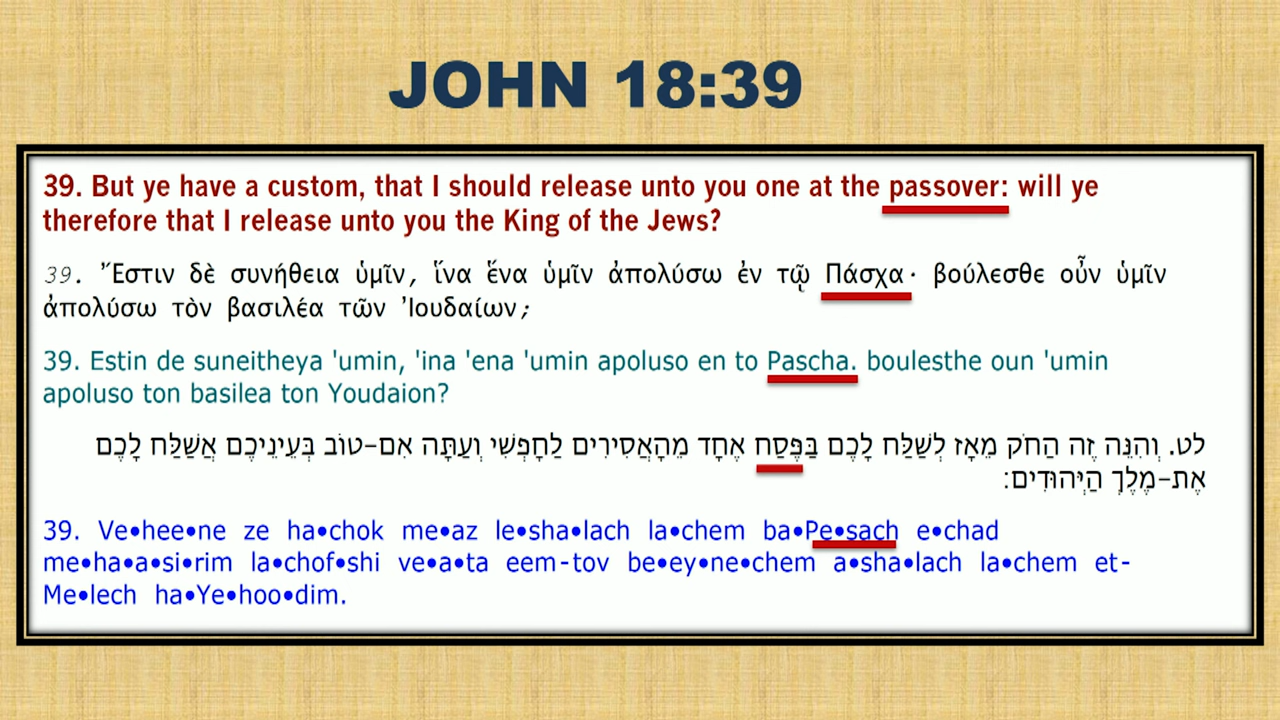 JOHN 18:39
39. But ye have a custom, that I should release unto you one at the passover: will ye
therefore that I release unto you the King of the Jews?
39. Ἔστιν δὲ συνήθεια ὑμῖν, ἵνα ἕνα ὑμῖν ἀπολύσω ἐν τῷ Πάσχα· βούλεσθε οὖν ὑμῖν
ἀπολύσω τὸν βασιλέα τῶν Ἰουδαίων;
39. Estin de suneitheya 'umin, 'ina 'ena 'umin apoluso en to Pascha. boulesthe oun 'umin
apoluso ton basilea ton Youdaion?
לט. וְהִנֵּה זֶה הַחֹק מֵאָז לְשַׁלַּח לָכֶם בַּפֶּסַח אֶחָד מֵהָאֲסִירִים לַחָפְשִׁי וְעַתָּה אִם–טוֹב בְּעֵינֵיכֶם אֲשַׁלַּח לָכֶם
אֶת–מֶלֶךְ הַיְּהוּדִים:
39. Ve•hee•ne ze ha•chok me•az le•sha•lach la•chem ba•Pe•sach e•chad
me•ha•a•si•rim la•chof•shi ve•a•ta eem-tov be•ey•ne•chem a•sha•lach la•chem et-
Me•lech ha•Ye•hoo•dim.